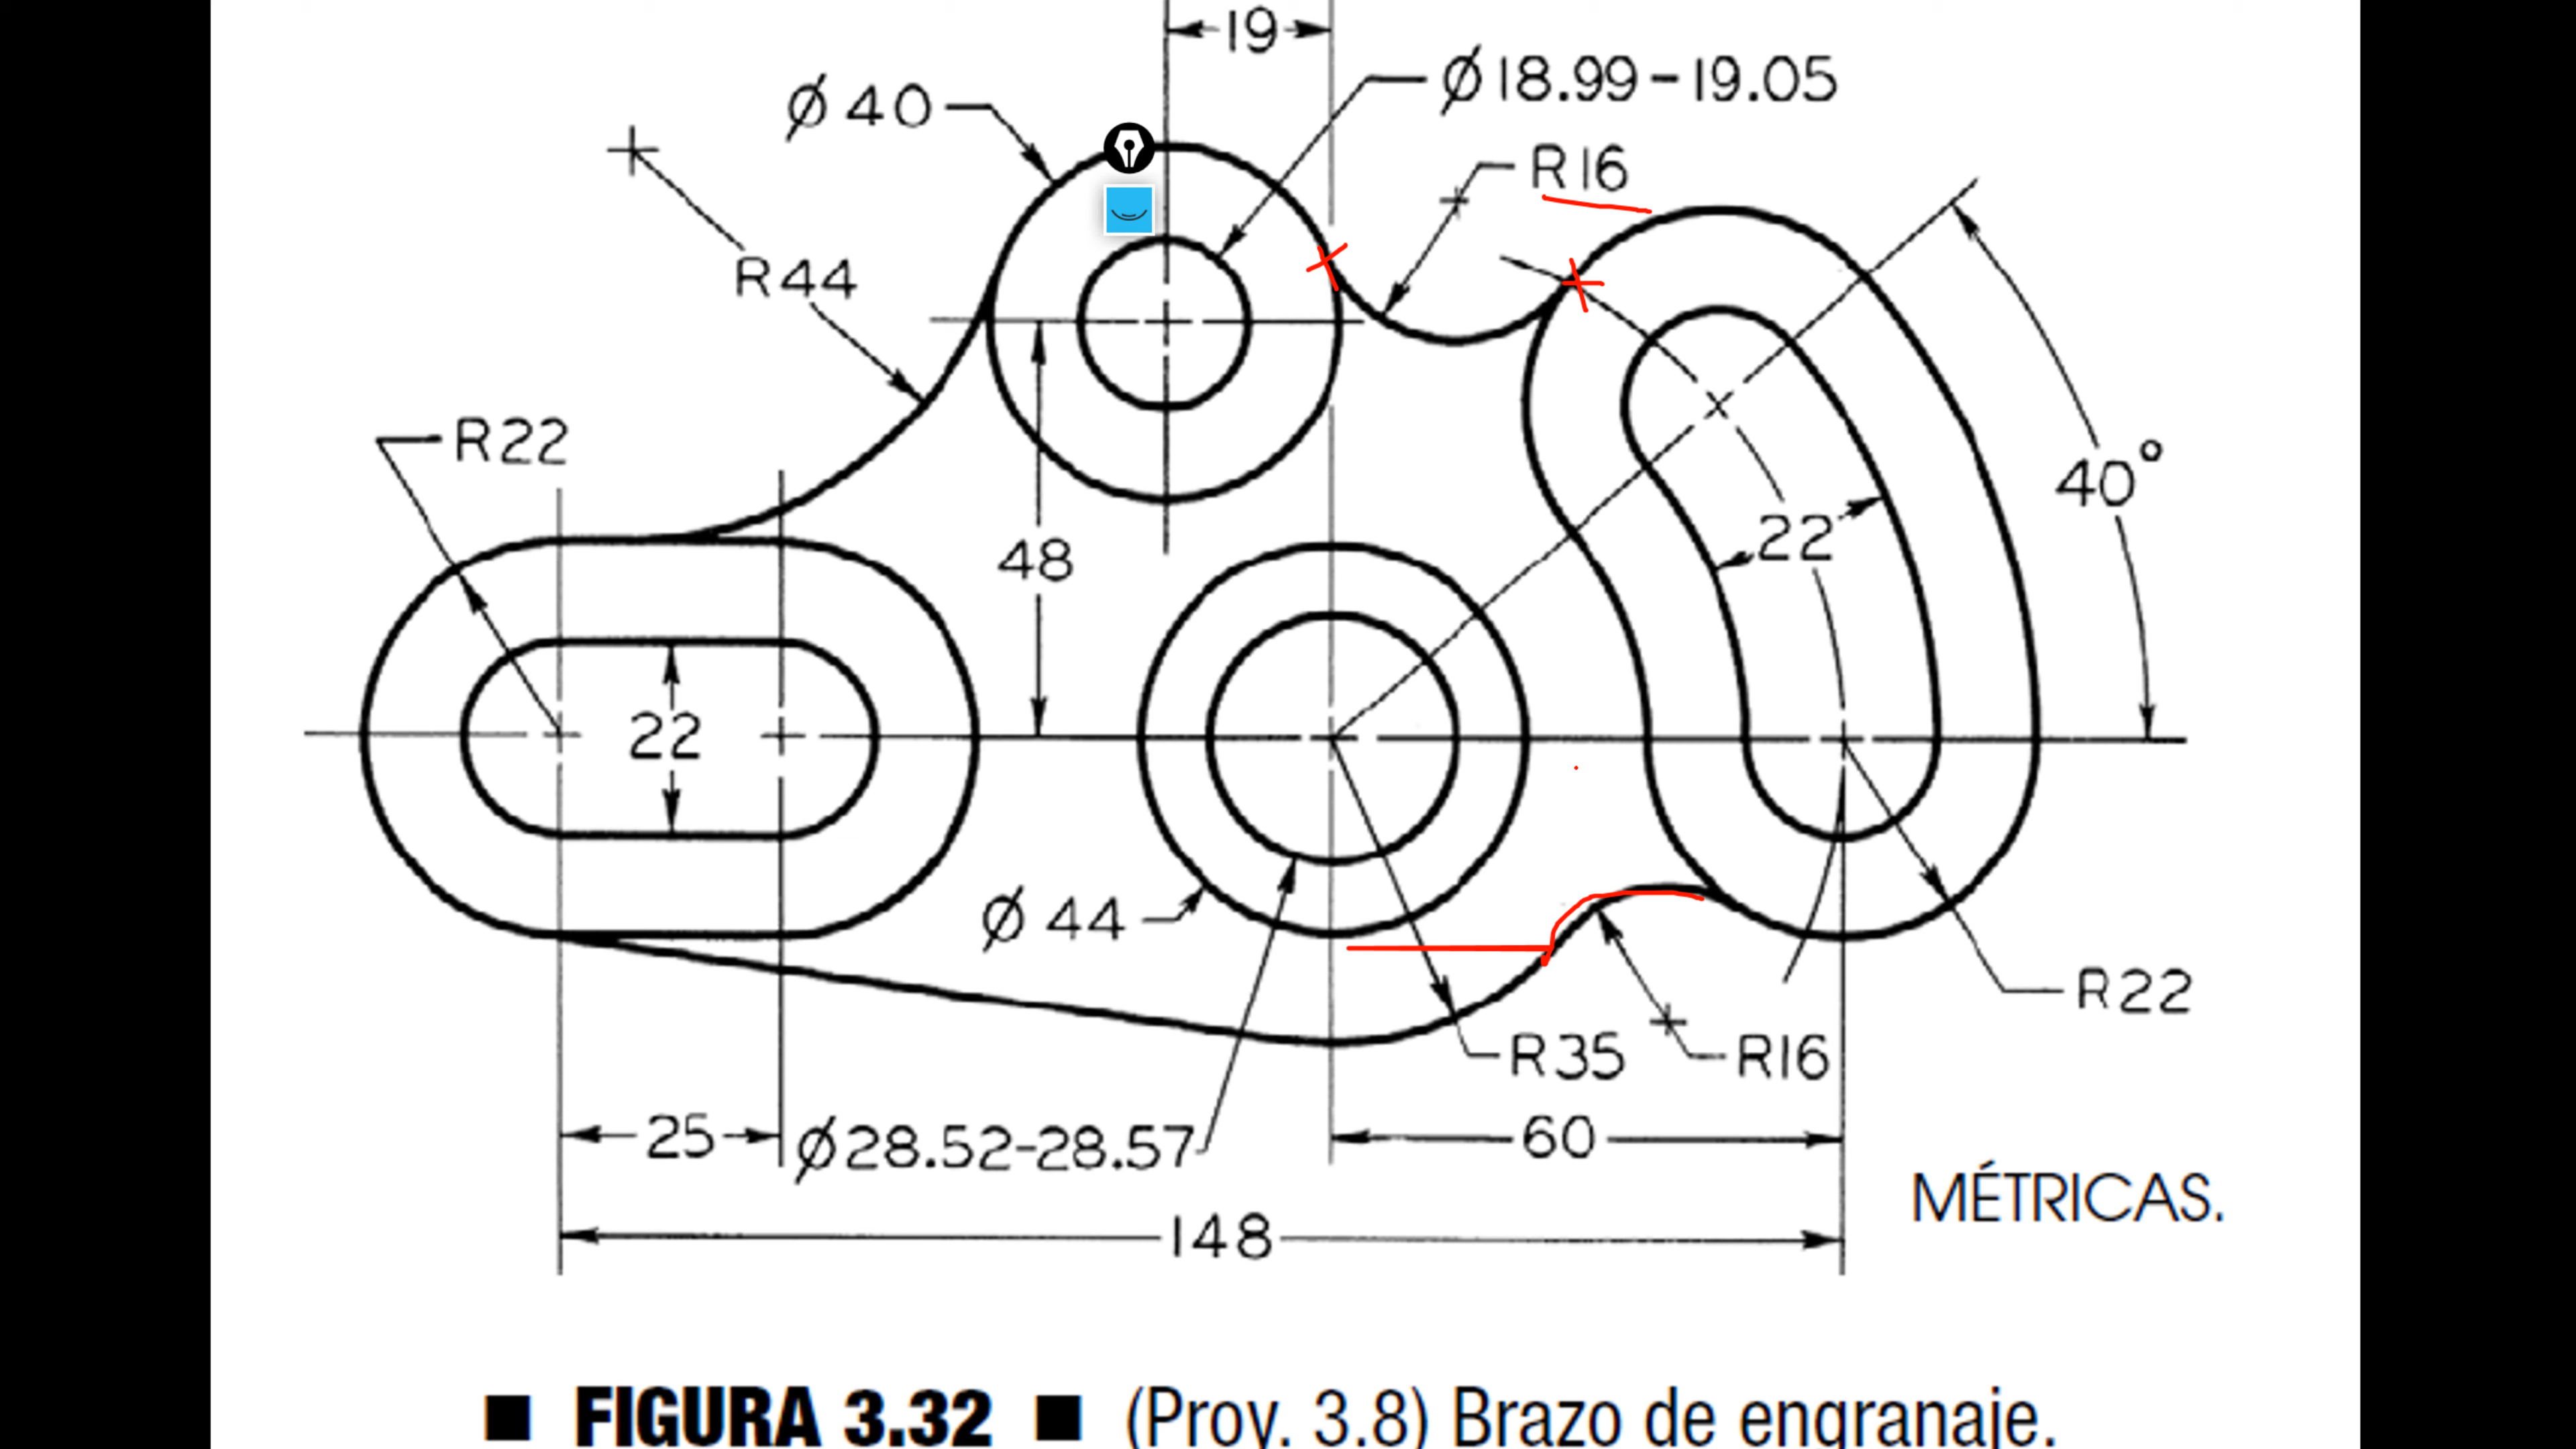 19
Ø 40
Ø18.99-19.05
R16
R44
R22
40°
22
48
22
Ø 44
R22
R35
R16
25
Ø28.52-28.57
60
148
MÉTRICAS.
■ FIGURA 3.32 ■ (Proy. 3.8) Brazo de engranaje.